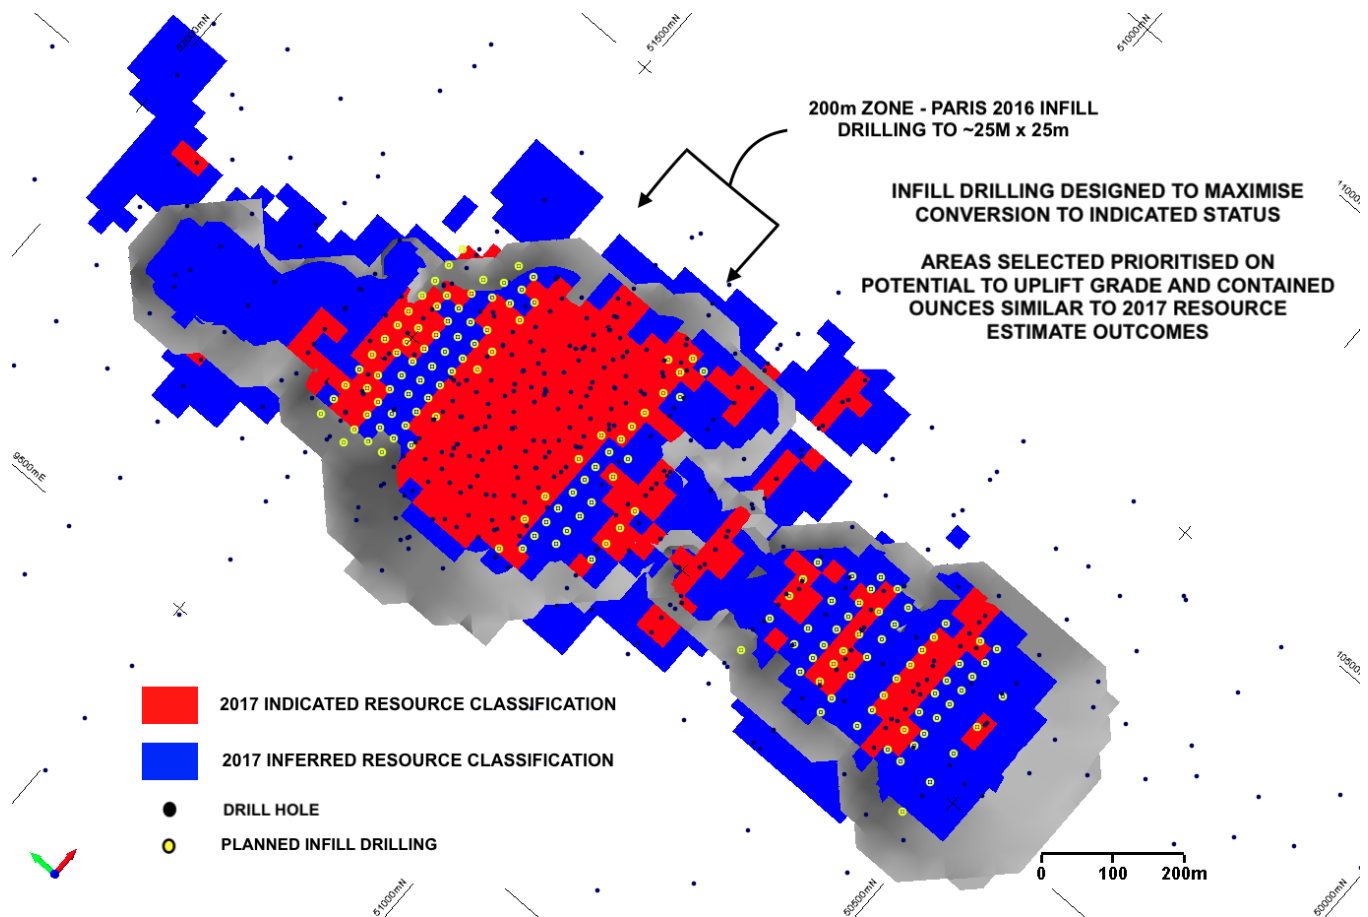 52000mN
51500mN
51000mN
200m ZONE - PARIS 2016 INFILL
DRILLING TO ~25M x 25m
INFILL DRILLING DESIGNED TO MAXIMISE
CONVERSION TO INDICATED STATUS
11000
AREAS SELECTED PRIORITISED ON
POTENTIAL TO UPLIFT GRADE AND CONTAINED
OUNCES SIMILAR TO 2017 RESOURCE
ESTIMATE OUTCOMES
9500mE
10500
2017 INDICATED RESOURCE CLASSIFICATION
2017 INFERRED RESOURCE CLASSIFICATION
DRILL HOLE
PLANNED INFILL DRILLING
0 100 200m
51000mN
50500mN
50000mN